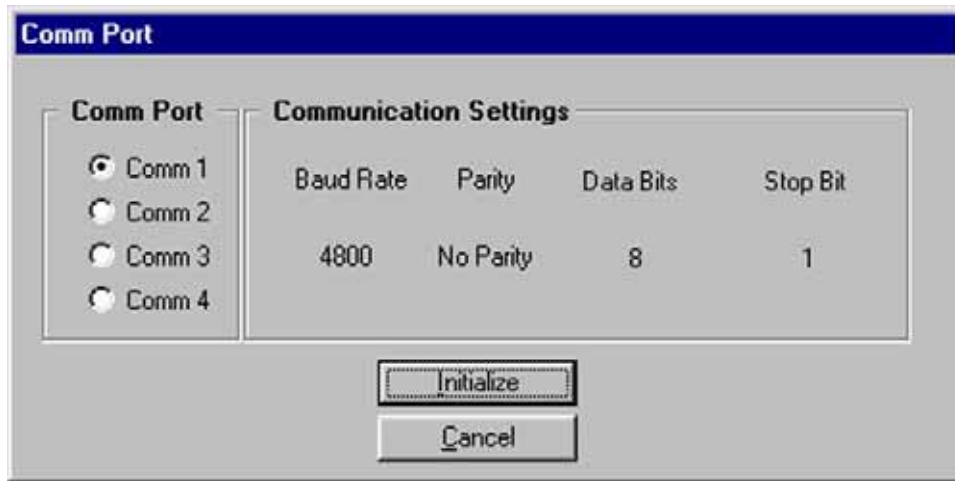 Comm Port
Comm Port
Comm 1
Comm 2
Comm 3
Comm 4
Communication Settings
Baud Rate Parity Data Bits Stop Bit
4800 No Parity 8 1
Initialize
Cancel